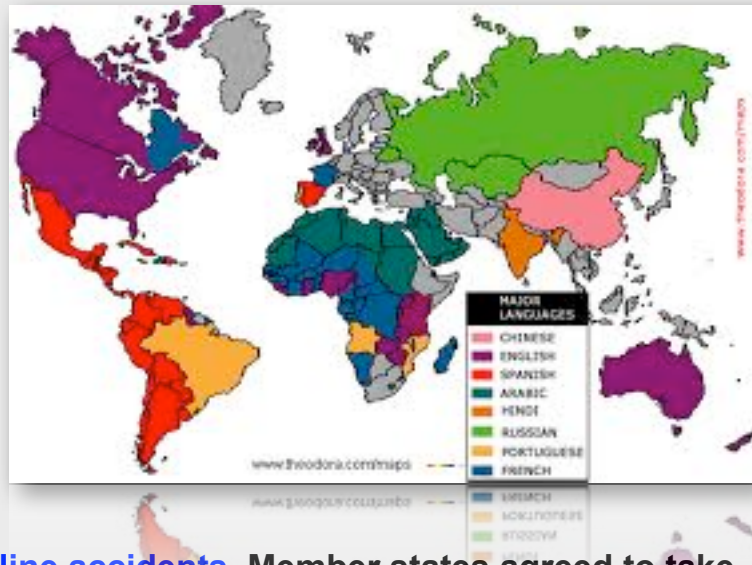 MAJOR
LANGUAGES
CHINESE
ENGLISH
SPANISH
ARABIC
HINDI
RUSSIAN
PORTUGUESE
FRENCH
www.theodora.com/maps
www.theodora.com/maps
accidents. Member states agreed to take